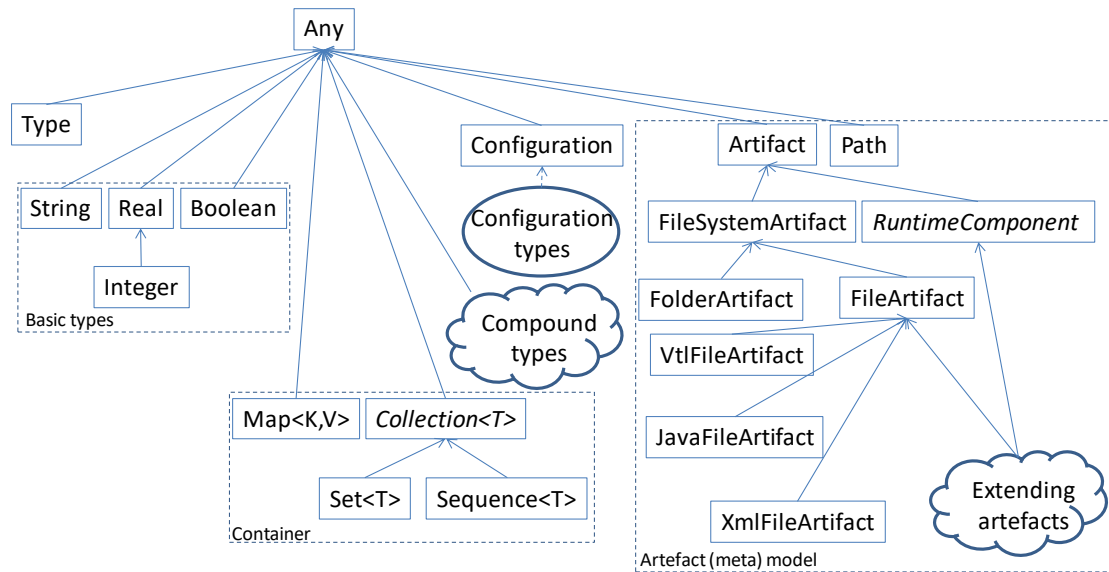 Any
Type
Configuration
Artifact
Path
String
Real
Boolean
Configuration
types
FileSystemArtifact
RuntimeComponent
Integer
Basic types
FolderArtifact
FileArtifact
Compound
types
VtlFileArtifact
Map<K,V>
Collection<T>
JavaFileArtifact
Set<T>
Sequence<T>
Extending
artefacts
XmlFileArtifact
Container
Artefact (meta) model